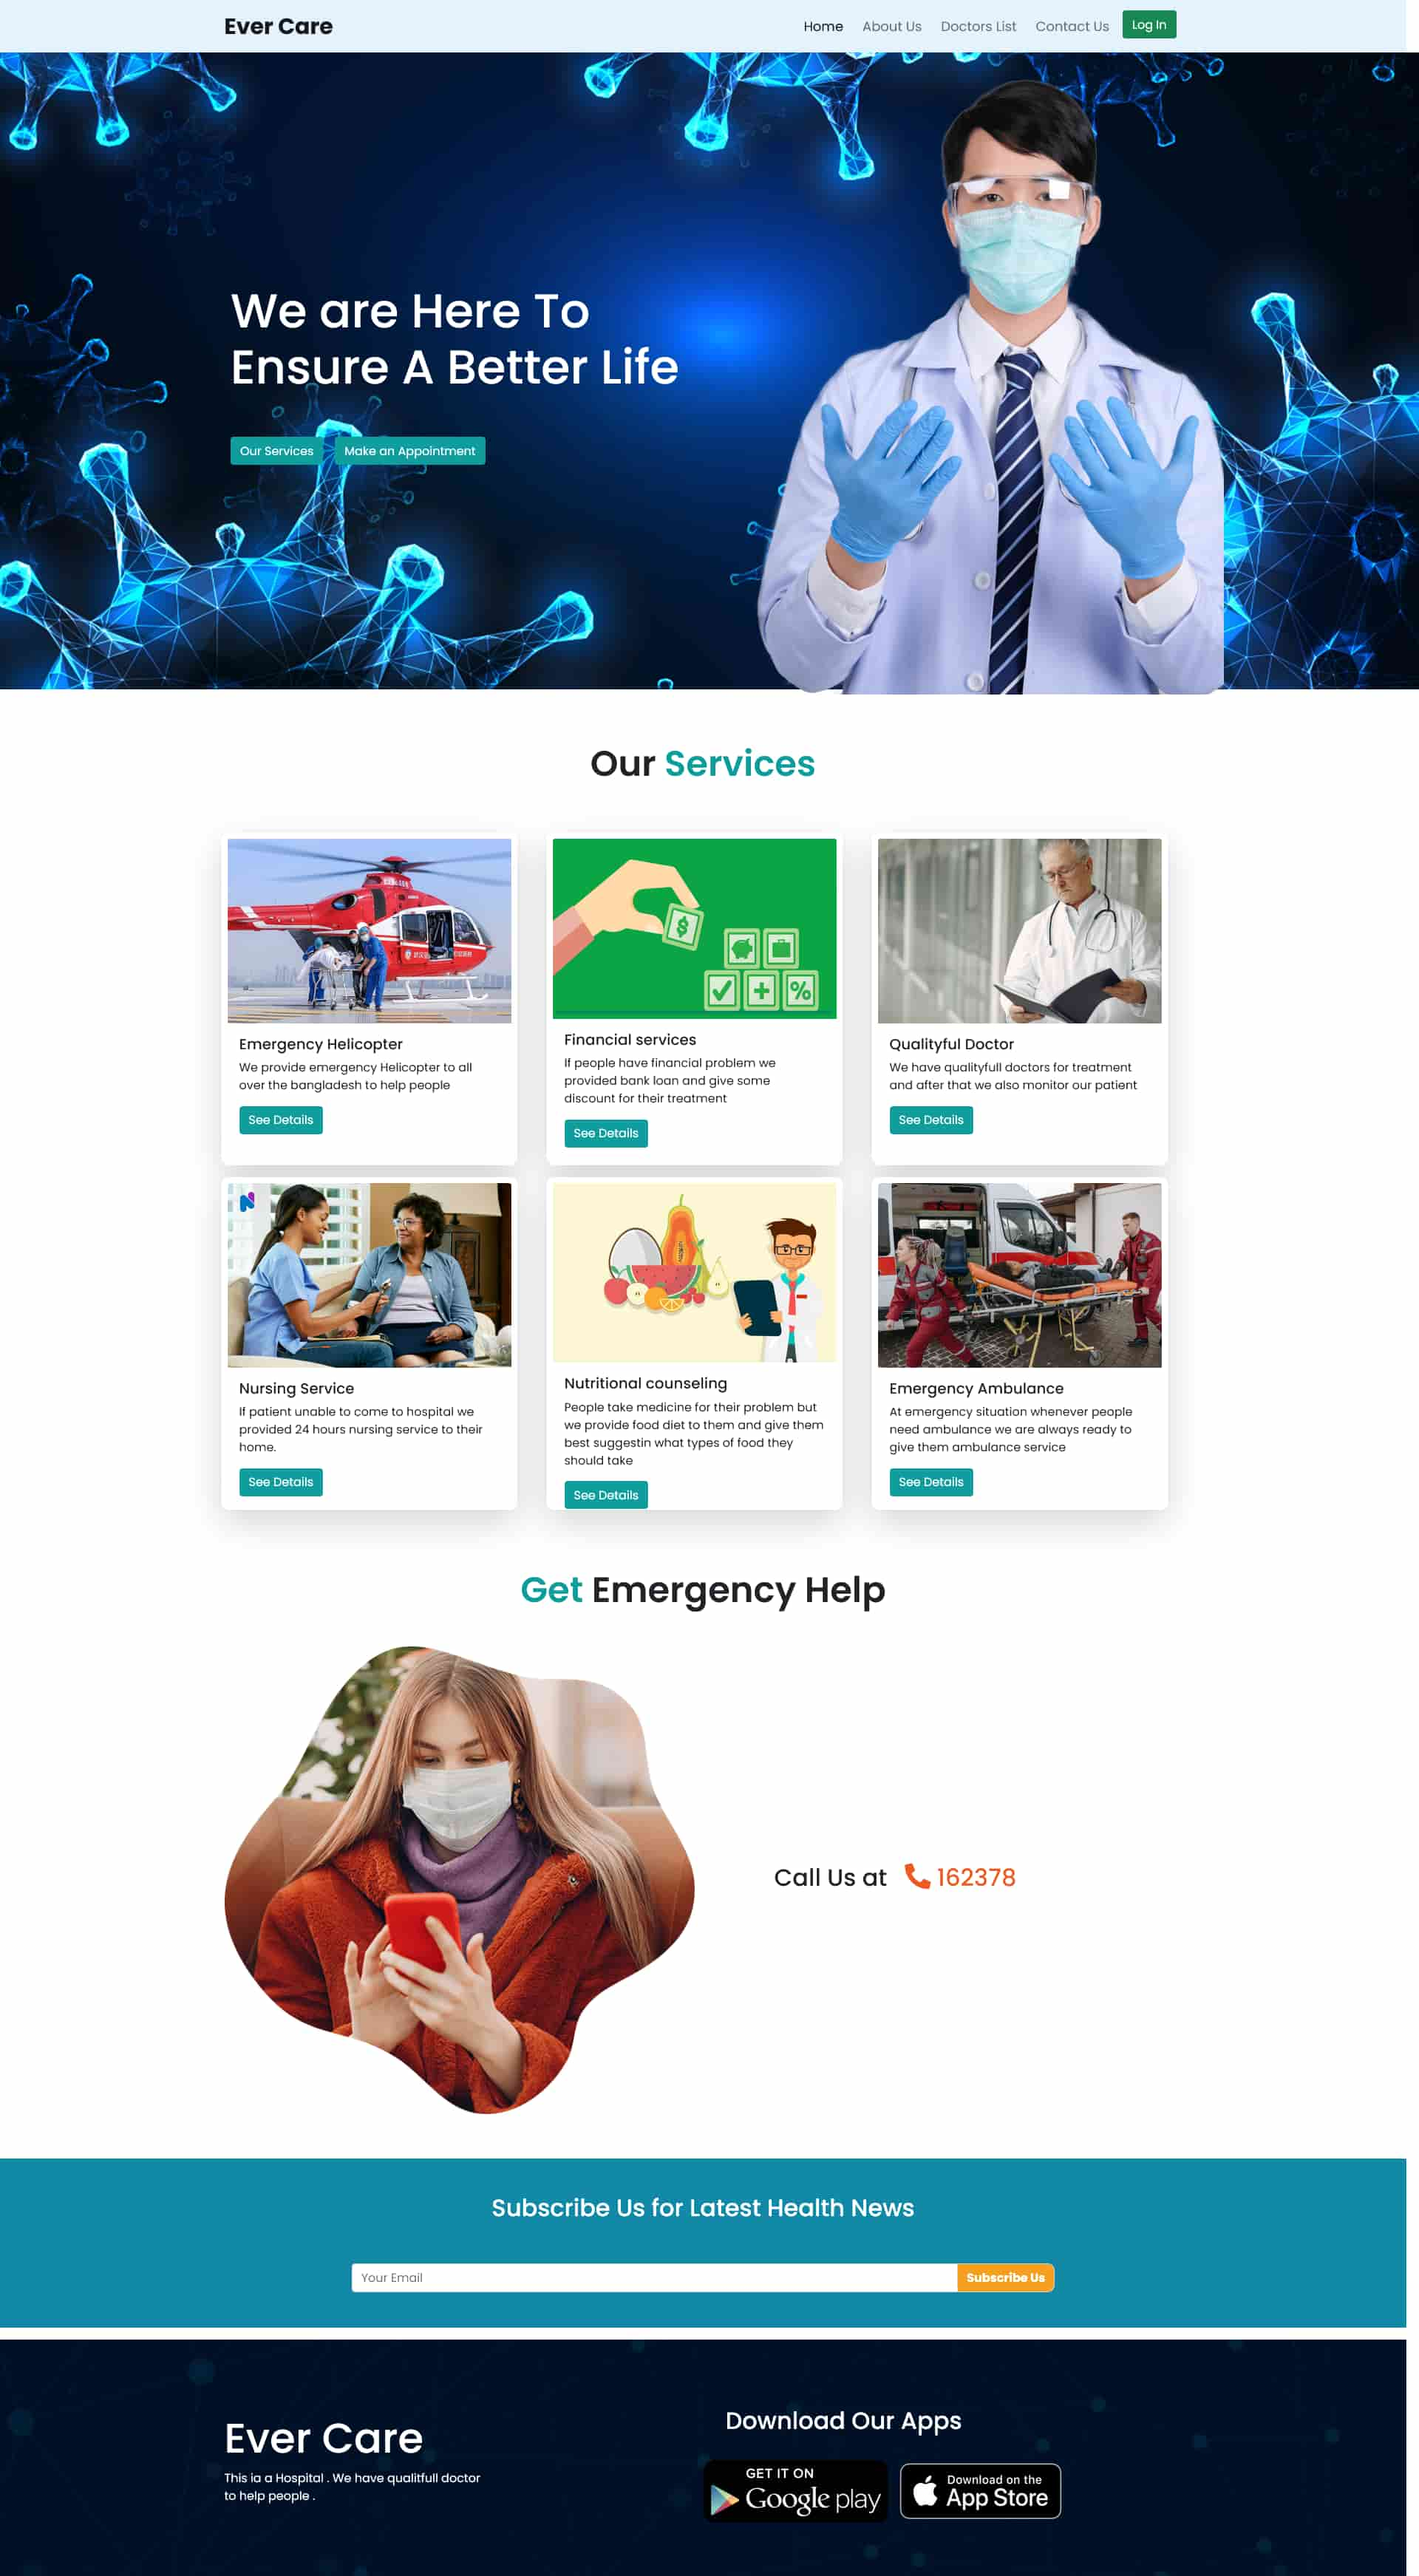 Ever Care
Home
About Us
Doctors List
Contact Us
Log In
We are Here To
Ensure A Better Life
Our Services
Make an Appointment
Our Services
Emergency Helicopter
We provide emergency Helicopter to all
over the bangladesh to help people
See Details
Financial services
If people have financial problem we
provided bank loan and give some
discount for their treatment
See Details
Qualityful Doctor
We have qualityfull doctors for treatment
and after that we also monitor our patient
See Details
Nursing Service
If patient unable to come to hospital we
provided 24 hours nursing service to their
home.
See Details
Nutritional counseling
People take medicine for their problem but
we provide food diet to them and give them
best suggestin what types of food they
should take
See Details
Emergency Ambulance
At emergency situation whenever people
need ambulance we are always ready to
give them ambulance service
See Details
Get Emergency Help
Call Us at 162378
Subscribe Us for Latest Health News
Your Email
Subscribe Us
Ever Care
This ia a Hospital . We have qualitfull doctor
to help people .
Download Our Apps
GET IT ON
Google play
Download on the
App Store